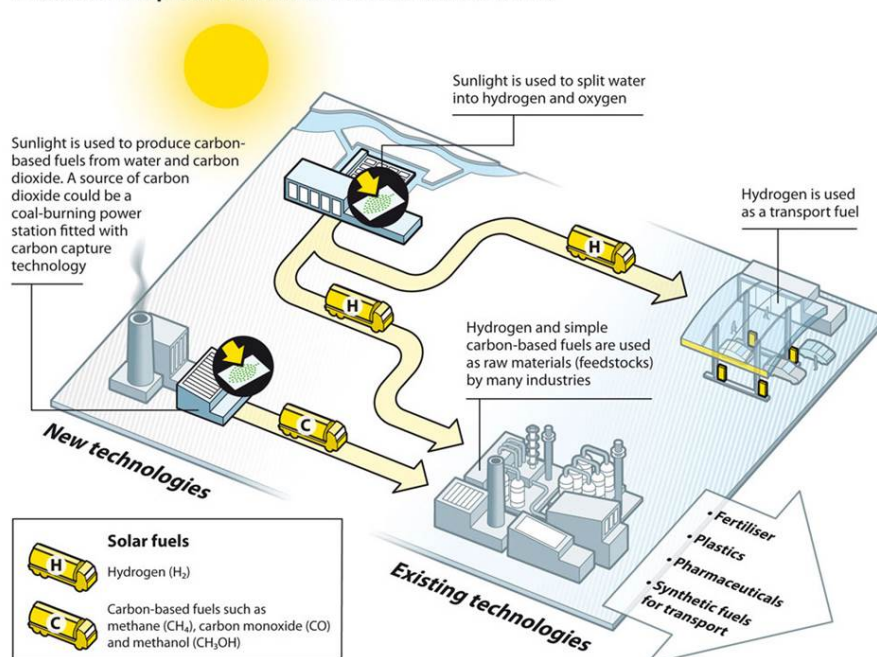 Sunlight is used to split water
into hydrogen and oxygen
Sunlight is used to produce carbon-
based fuels from water and carbon
dioxide. A source of carbon
dioxide could be a
coal-burning power
station fitted with
carbon capture
technology
Hydrogen is used
as a transport fuel
H
H
Hydrogen and simple
carbon-based fuels are used
as raw materials (feedstocks)
by many industries
C
New technologies
Existing technologies
• Fertiliser
• Plastics
• Pharmaceuticals
• Synthetic fuels
for transport
Solar fuels
H
Hydrogen (H₂)
C
Carbon-based fuels such as
methane (CH₄), carbon monoxide (CO)
and methanol (CH₃OH)